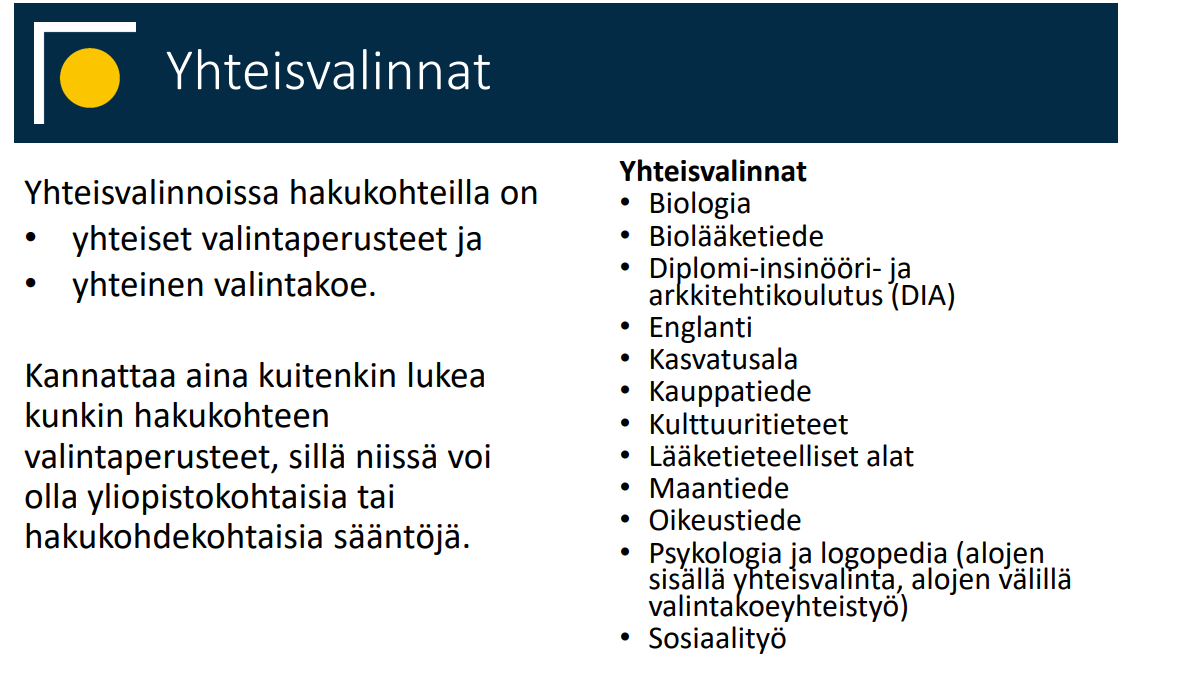 Yhteisvalinnat
Yhteisvalinnoissa hakukohteilla on
• yhteiset valintaperusteet ja
• yhteinen valintakoe.
Kannattaa aina kuitenkin lukea
kunkin hakukohteen
valintaperusteet, sillä niissä voi
olla yliopistokohtaisia tai
hakukohdekohtaisia sääntöjä.
Yhteisvalinnat
• Biologia
• Biolääketiede
• Diplomi-insinööri- ja
arkkitehtikoulutus (DIA)
• Englanti
• Kasvatusala
• Kauppatiede
• Kulttuuritieteet
• Lääketieteelliset alat
• Maantiede
• Oikeustiede
• Psykologia ja logopedia (alojen
sisällä yhteisvalinta, alojen välillä
valintakoeyhteistyö)
• Sosiaalityö